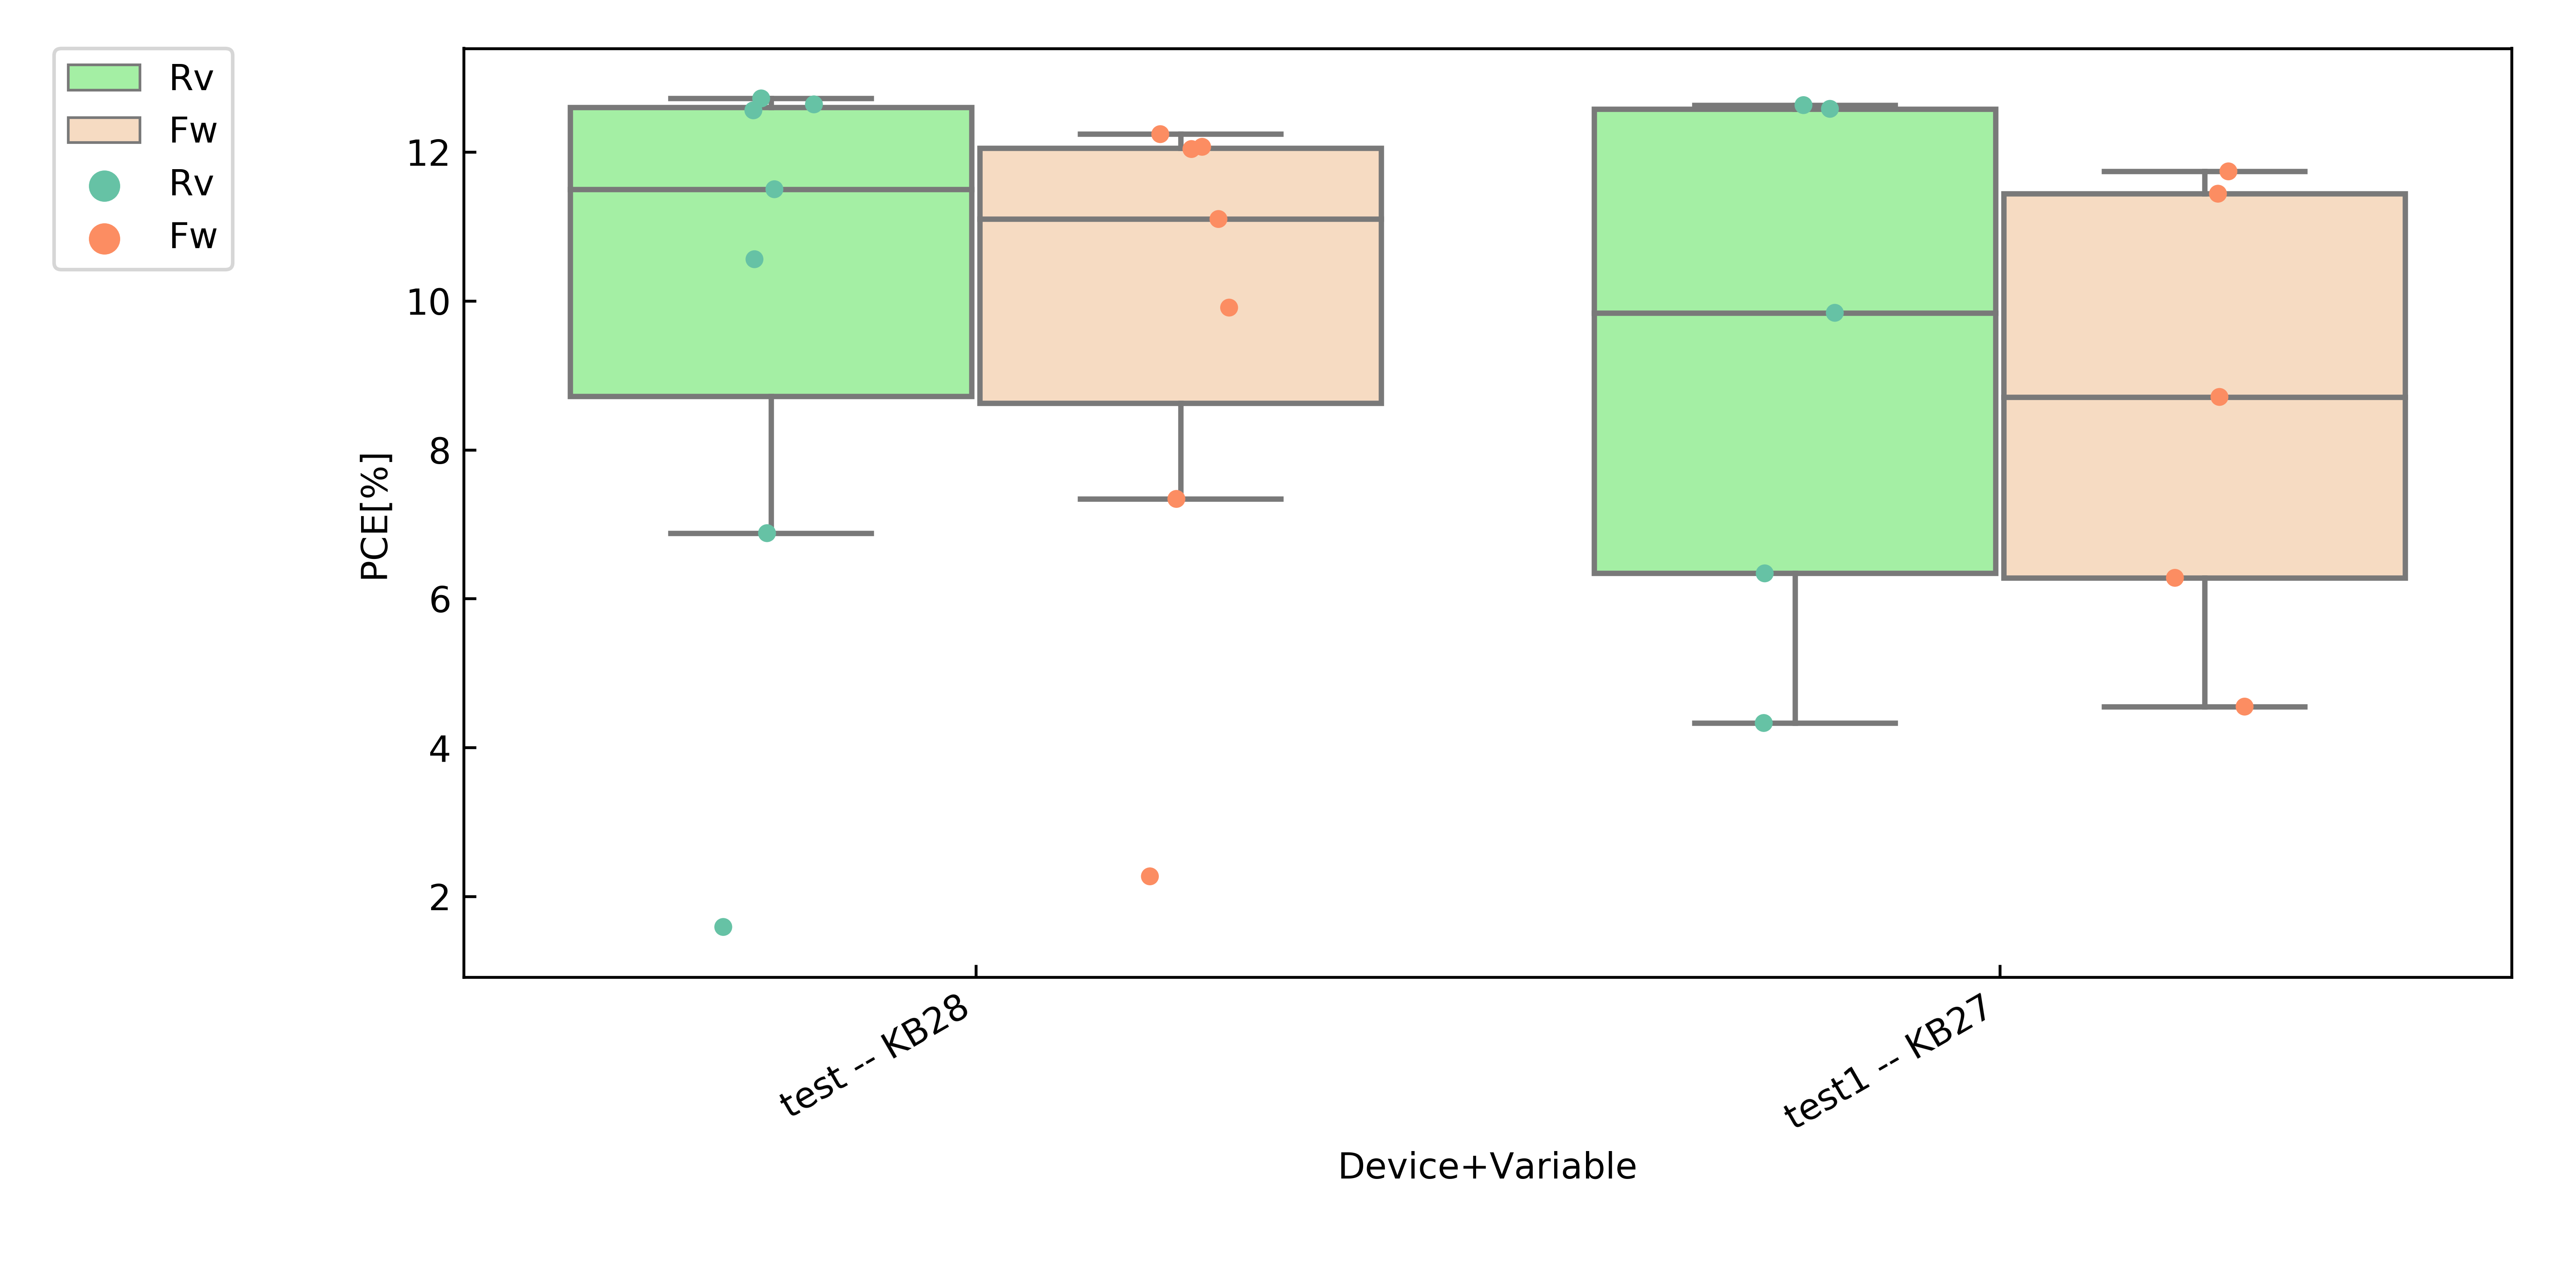 Rv
Fw
Rv
Fw
12
10
8
6
4
2
PCE[%]
test -- KB28
test1 -- KB27
Device+Variable